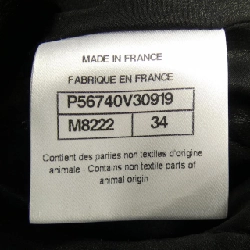 MADE IN FRANCE
FABRIQUE EN FRANCE
P56740V30919
M8222 34
Contient des parties non textiles d'origine
animale - Contains non textile parts of
animal origin